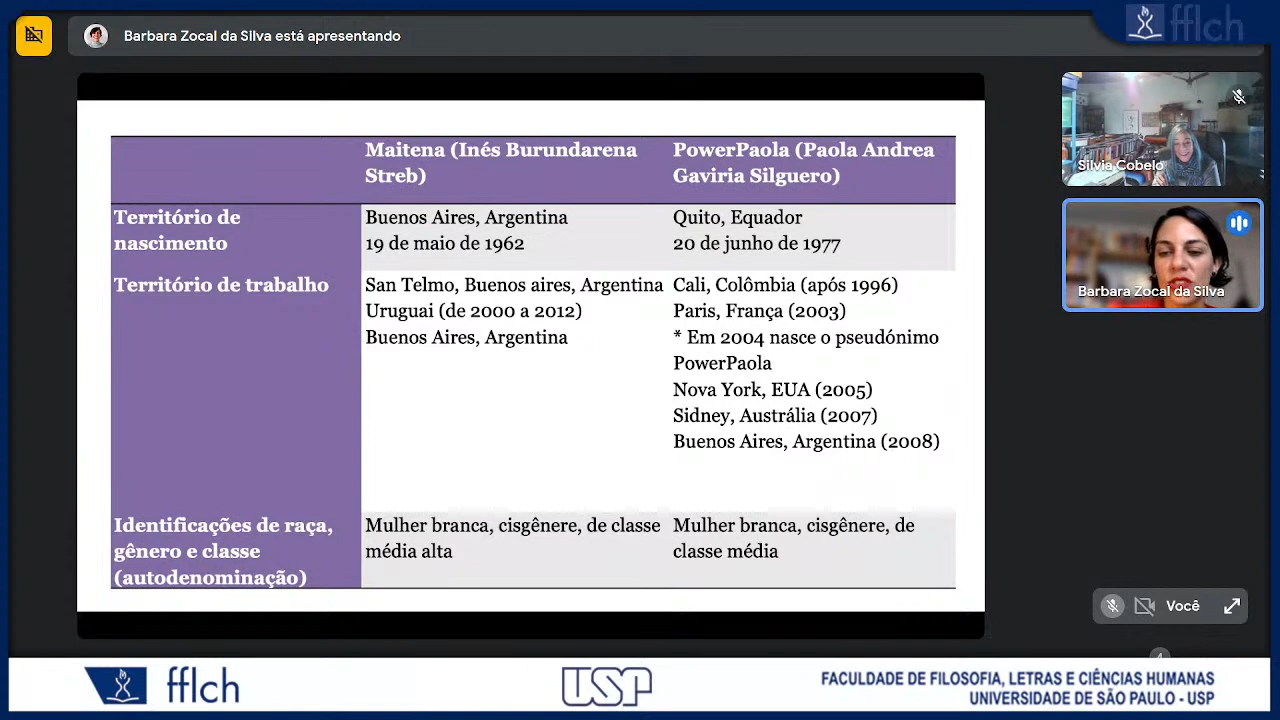 Barbara Zocal da Silva está apresentando
fflch
Silvia Cobelo
Barbara Zocal da Silva
Maitena (Inés Burundarena
Streb)
PowerPaola (Paola Andrea
Gaviria Silguero)
Território de
nascimento
Buenos Aires, Argentina
19 de maio de 1962
Quito, Equador
20 de junho de 1977
Território de trabalho
San Telmo, Buenos aires, Argentina
Uruguai (de 2000 a 2012)
Buenos Aires, Argentina
Cali, Colômbia (após 1996)
Paris, França (2003)
* Em 2004 nasce o pseudónimo
PowerPaola
Nova York, EUA (2005)
Sidney, Austrália (2007)
Buenos Aires, Argentina (2008)
Identificações de raça,
gênero e classe
(autodenominação)
Mulher branca, cisgênere, de classe
média alta
Mulher branca, cisgênere, de
classe média
Você
fflch
USP
FACULDADE DE FILOSOFIA, LETRAS E CIÊNCIAS HUMANAS
UNIVERSIDADE DE SÃO PAULO - USP